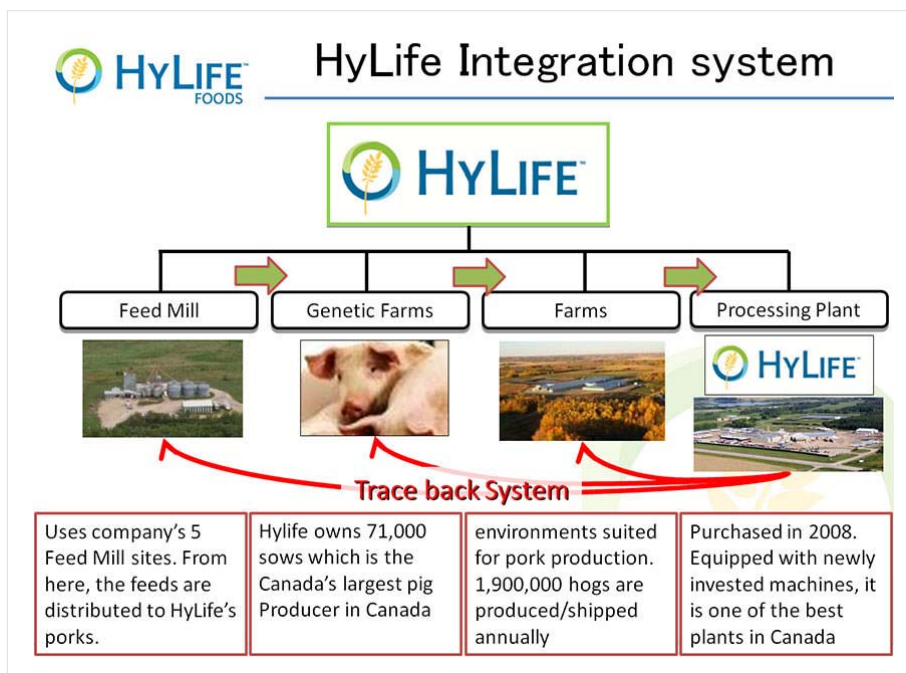 HYLIFE™
FOODS
HyLife Integration system
HYLIFE™
Feed Mill
Genetic Farms
Farms
Processing Plant
HYLIFE™
Trace back System
Uses company's 5
Feed Mill sites. From
here, the feeds are
distributed to HyLife's
porks.
Hylife owns 71,000
sows which is the
Canada's largest pig
Producer in Canada
environments suited
for pork production.
1,900,000 hogs are
produced/shipped
annually
Purchased in 2008.
Equipped with newly
invested machines, it
is one of the best
plants in Canada